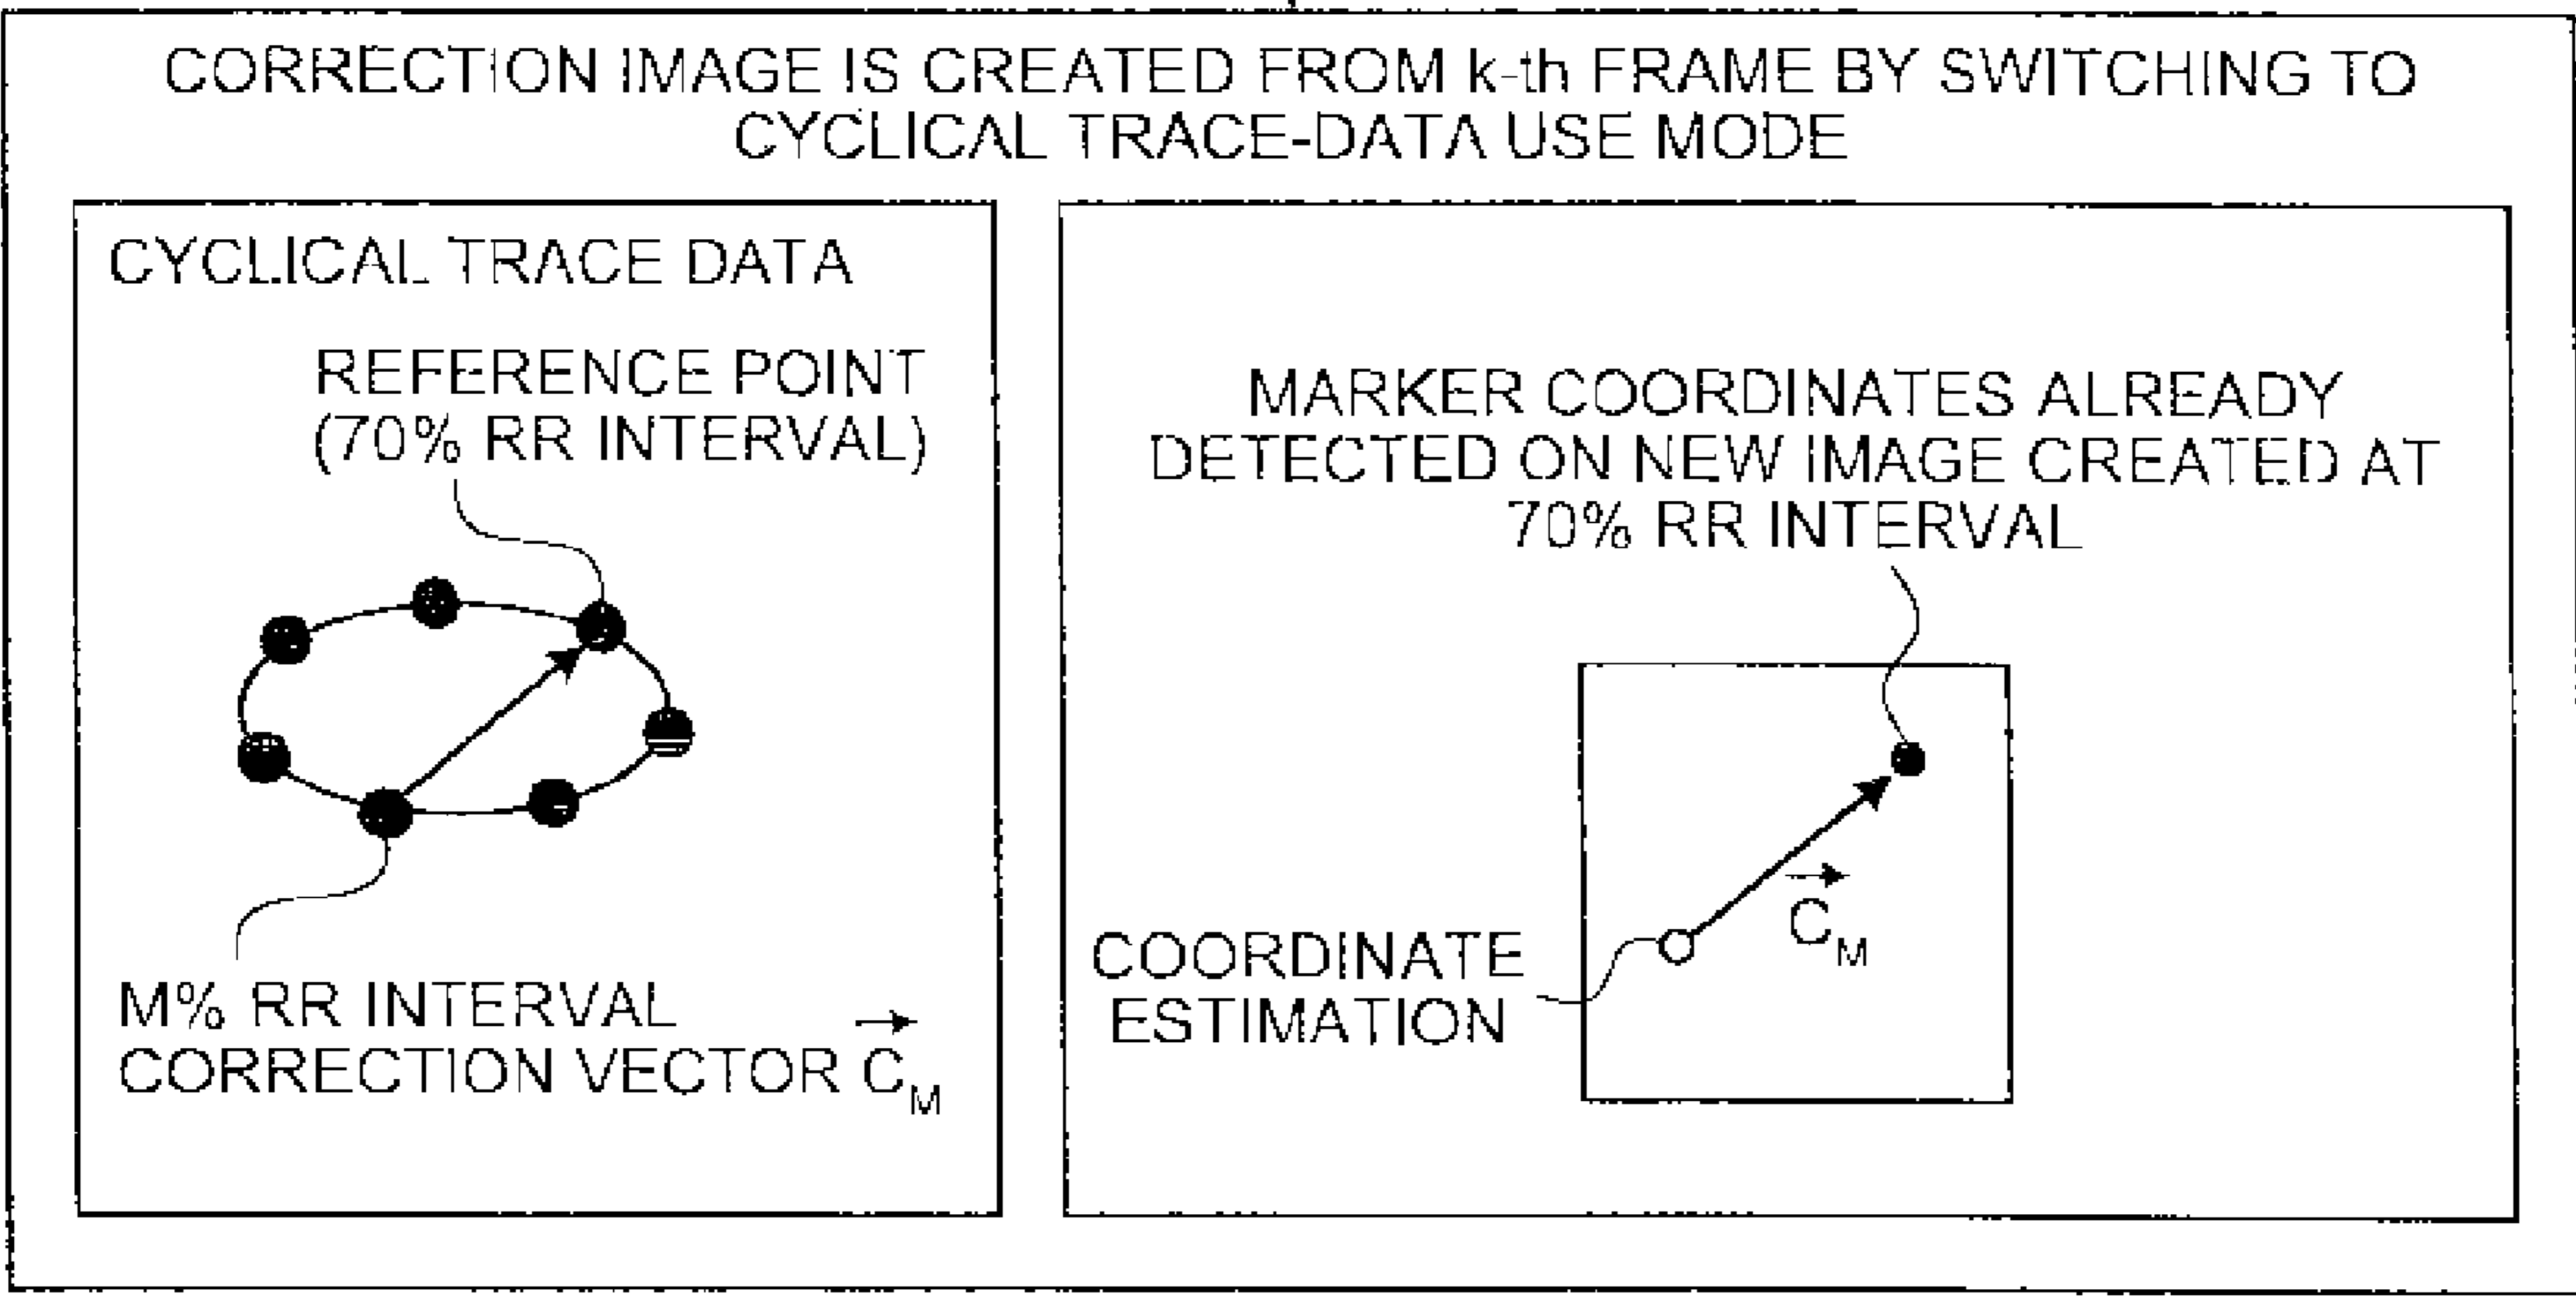 CORRECTION IMAGE IS CREATED FROM k-th FRAME BY SWITCHING TO
CYCLICAL TRACE-DATA USE MODE
CYCLICAL TRACE DATA
REFERENCE POINT
(70% RR INTERVAL)
M% RR INTERVAL
CORRECTION VECTOR C⃗M
MARKER COORDINATES ALREADY
DETECTED ON NEW IMAGE CREATED AT
70% RR INTERVAL
C⃗M
COORDINATE
ESTIMATION